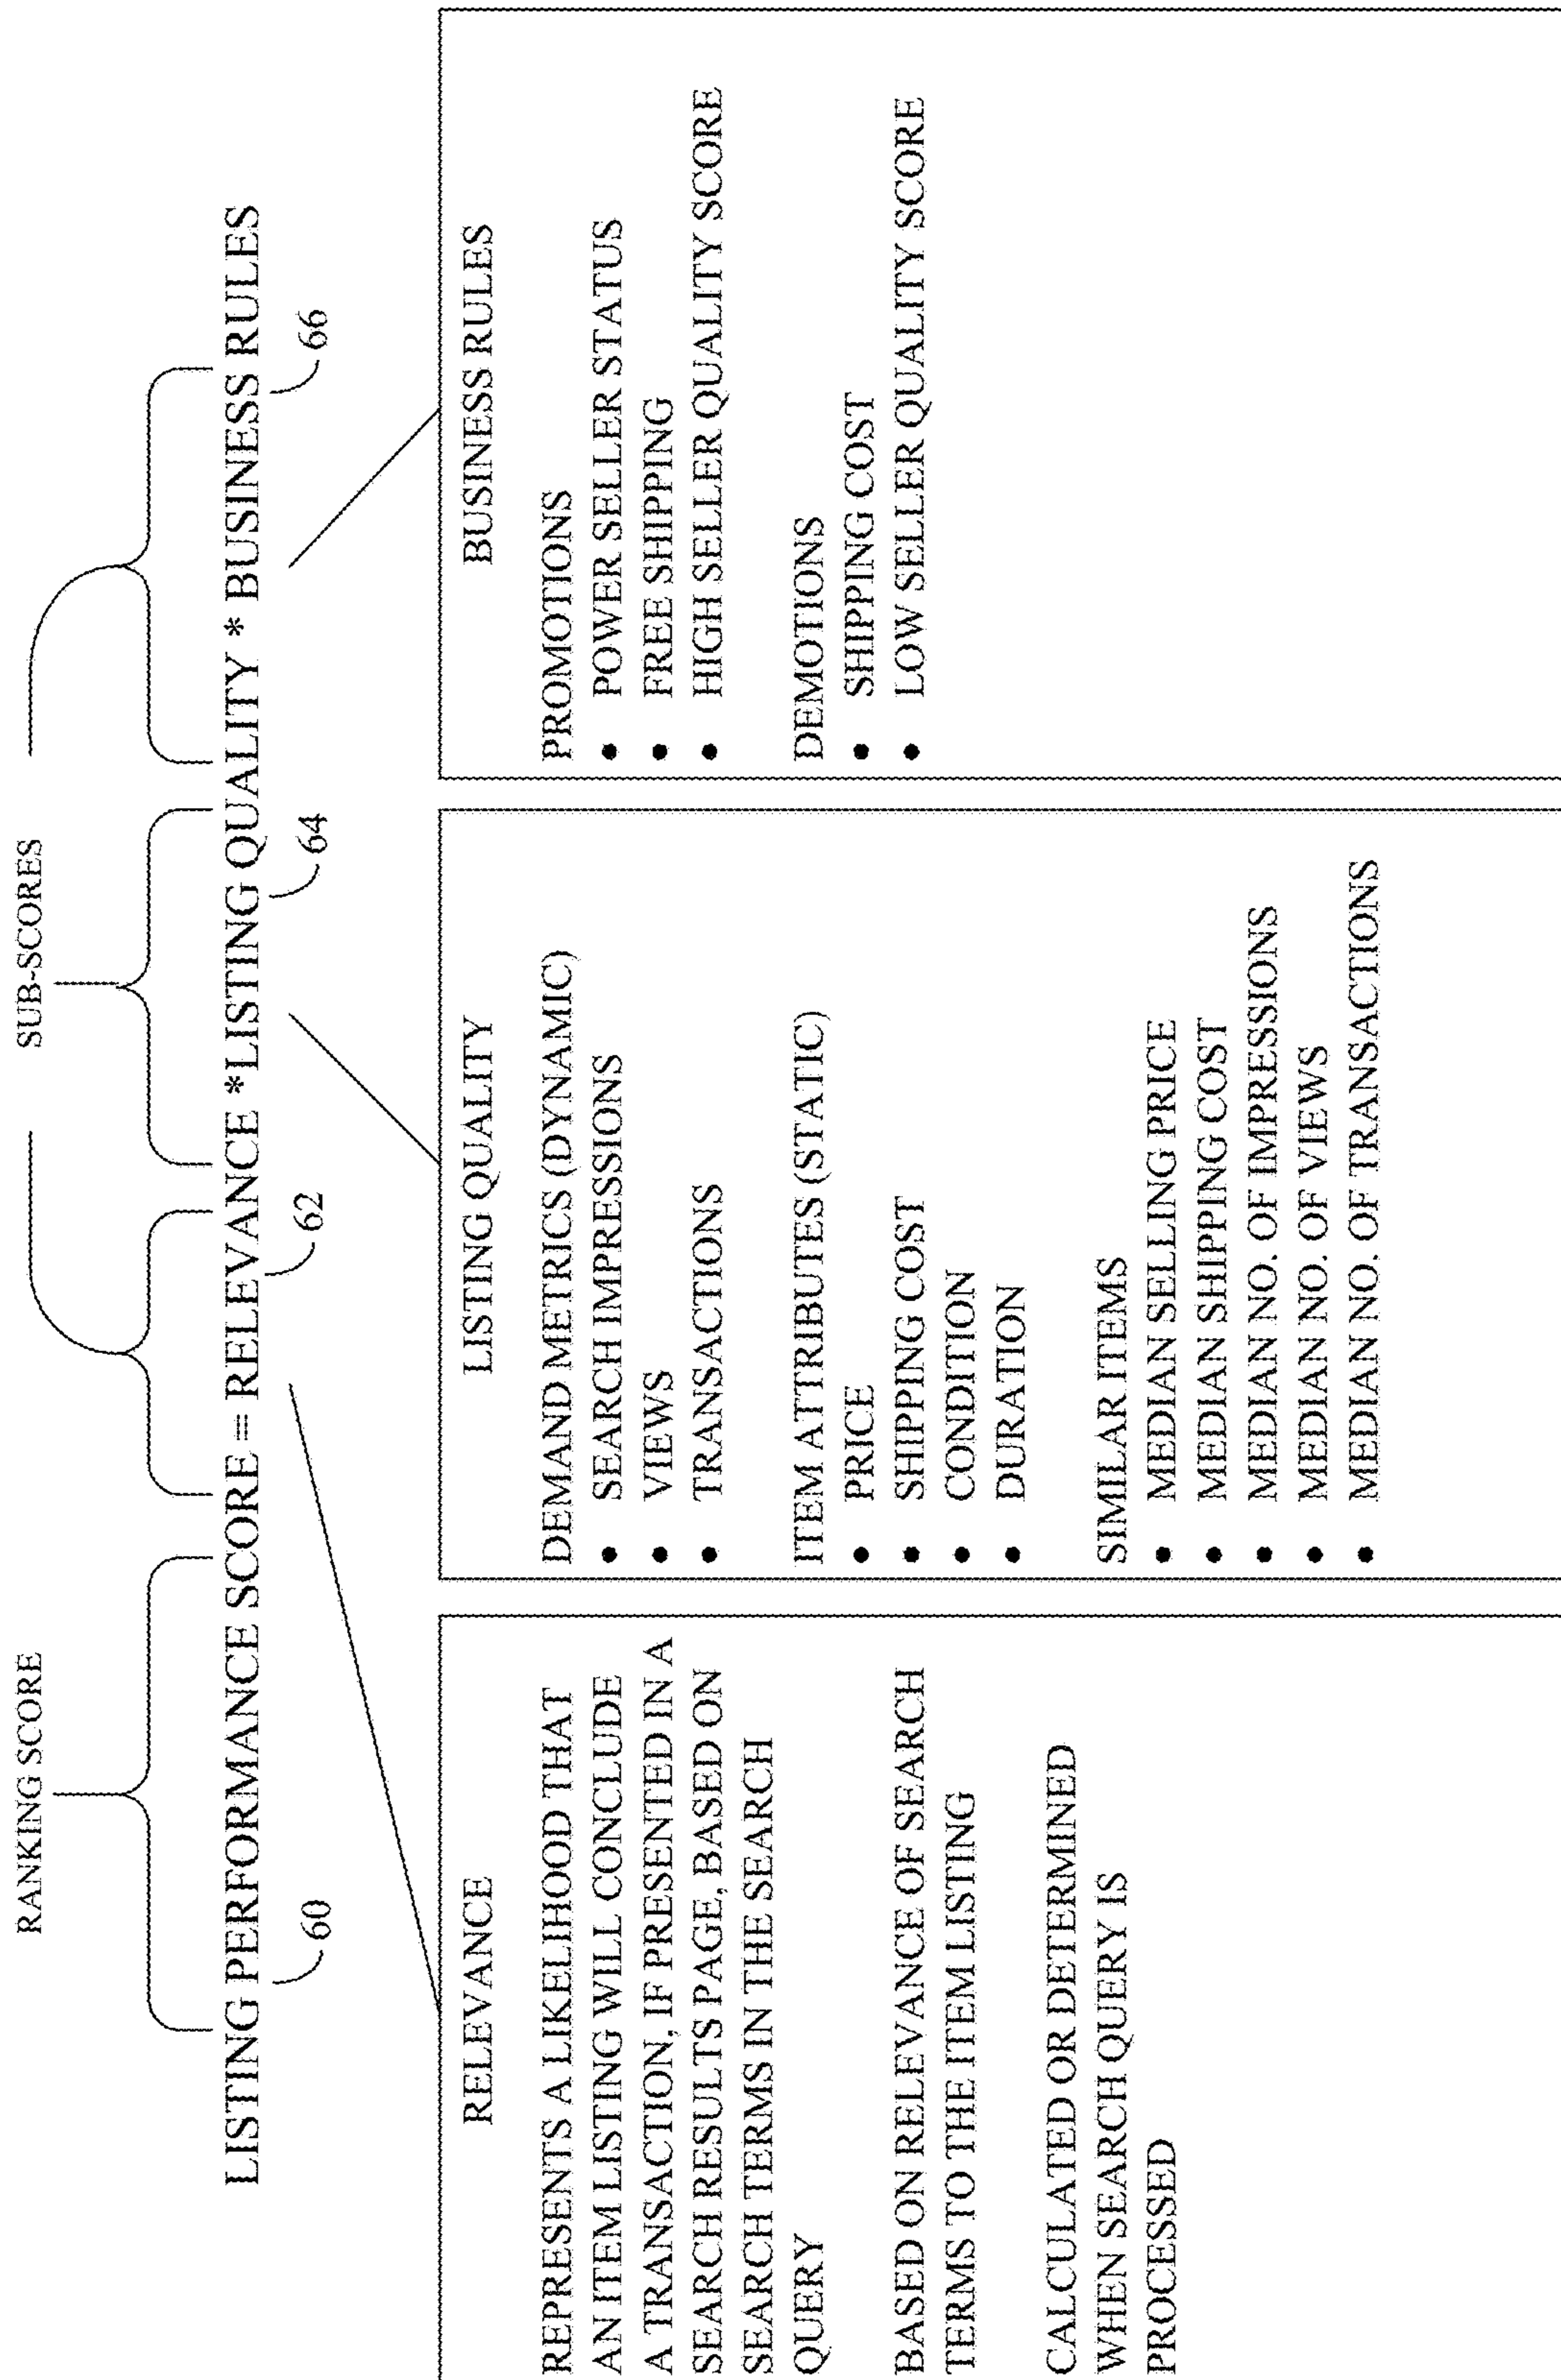 RANKING SCORE
SUB-SCORES
LISTING PERFORMANCE SCORE = RELEVANCE *LISTING QUALITY * BUSINESS RULES
60
62
64
66
RELEVANCE
REPRESENTS A LIKELIHOOD THAT
AN ITEM LISTING WILL CONCLUDE
A TRANSACTION, IF PRESENTED IN A
SEARCH RESULTS PAGE, BASED ON
SEARCH TERMS IN THE SEARCH
QUERY
BASED ON RELEVANCE OF SEARCH
TERMS TO THE ITEM LISTING
CALCULATED OR DETERMINED
WHEN SEARCH QUERY IS
PROCESSED
LISTING QUALITY
DEMAND METRICS (DYNAMIC)
• SEARCH IMPRESSIONS
• VIEWS
• TRANSACTIONS
ITEM ATTRIBUTES (STATIC)
• PRICE
• SHIPPING COST
• CONDITION
• DURATION
SIMILAR ITEMS
• MEDIAN SELLING PRICE
• MEDIAN SHIPPING COST
• MEDIAN NO. OF IMPRESSIONS
• MEDIAN NO. OF VIEWS
• MEDIAN NO. OF TRANSACTIONS
BUSINESS RULES
PROMOTIONS
• POWER SELLER STATUS
• FREE SHIPPING
• HIGH SELLER QUALITY SCORE
DEMOTIONS
• SHIPPING COST
• LOW SELLER QUALITY SCORE